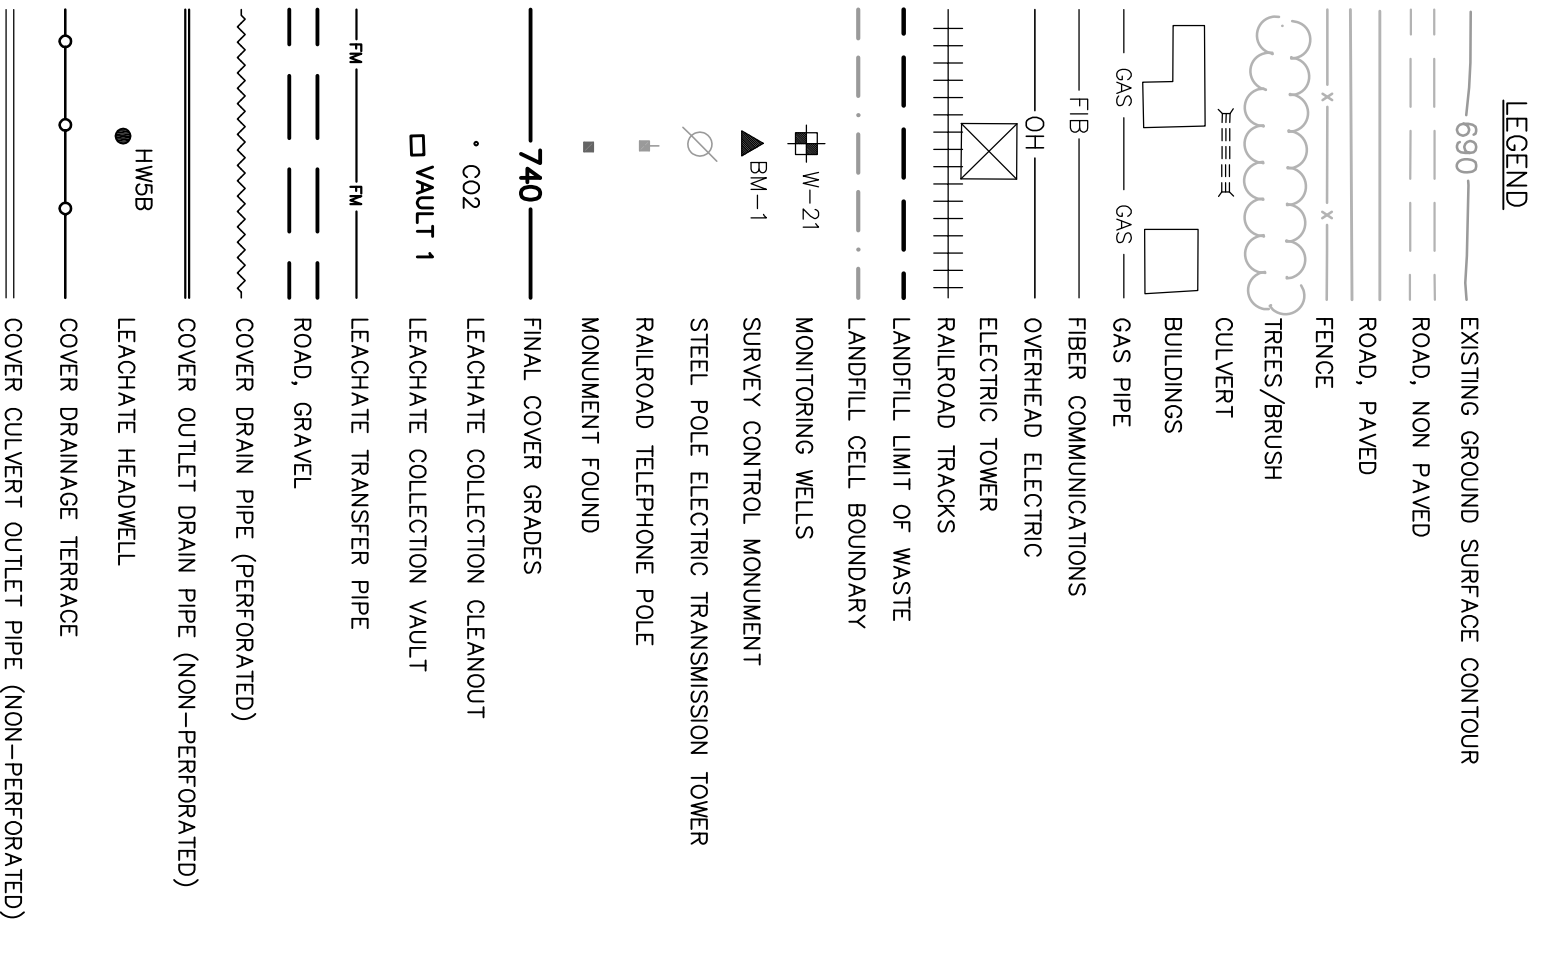 LEGEND
690 EXISTING GROUND SURFACE CONTOUR
ROAD, NON PAVED
ROAD, PAVED
x x FENCE
TREES/BRUSH
CULVERT
BUILDINGS
GAS GAS GAS PIPE
FIB FIBER COMMUNICATIONS
OH OVERHEAD ELECTRIC
ELECTRIC TOWER
RAILROAD TRACKS
LANDFILL LIMIT OF WASTE
LANDFILL CELL BOUNDARY
W-21 MONITORING WELLS
BM-1 SURVEY CONTROL MONUMENT
STEEL POLE ELECTRIC TRANSMISSION TOWER
RAILROAD TELEPHONE POLE
MONUMENT FOUND
740 FINAL COVER GRADES
CO2 LEACHATE COLLECTION CLEANOUT
VAULT 1 LEACHATE COLLECTION VAULT
FM FM LEACHATE TRANSFER PIPE
ROAD, GRAVEL
COVER DRAIN PIPE (PERFORATED)
COVER OUTLET DRAIN PIPE (NON-PERFORATED)
HW5B LEACHATE HEADWELL
COVER DRAINAGE TERRACE
COVER CULVERT OUTLET PIPE (NON-PERFORATED)